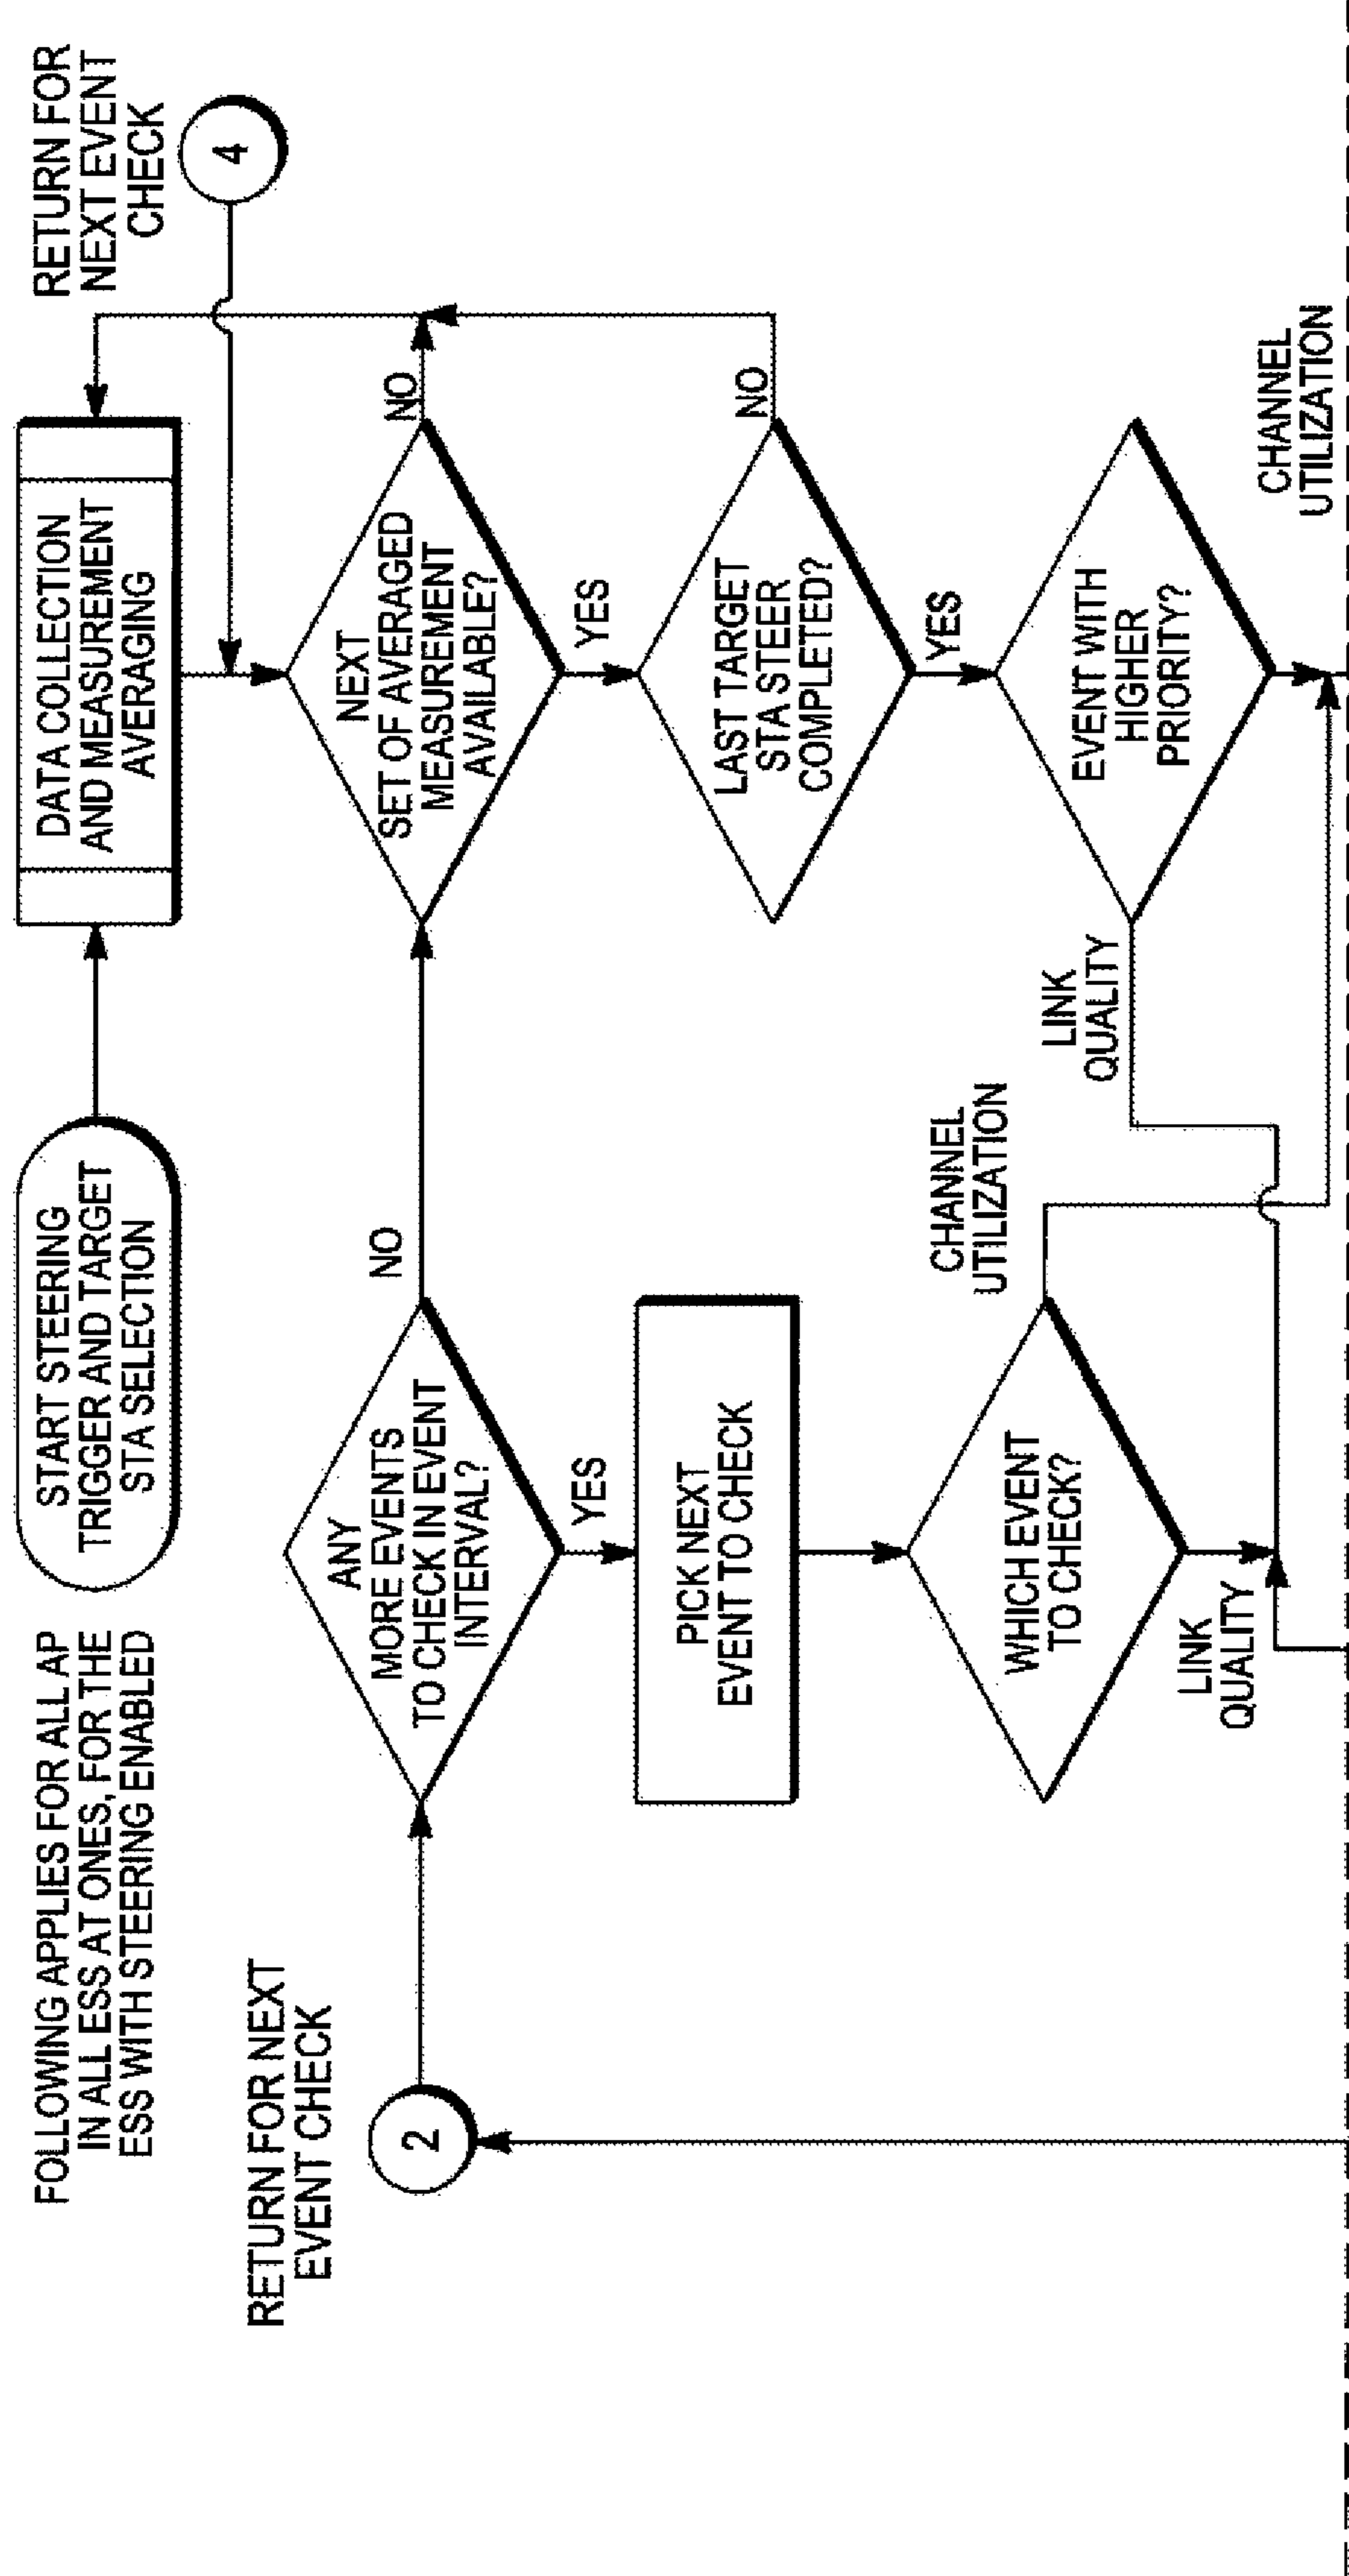 FOLLOWING APPLIES FOR ALL AP
IN ALL ESS AT ONES, FOR THE
ESS WITH STEERING ENABLED
START STEERING
TRIGGER AND TARGET
STA SELECTION
DATA COLLECTION
AND MEASUREMENT
AVERAGING
RETURN FOR
NEXT EVENT
CHECK
4
RETURN FOR NEXT
EVENT CHECK
2
ANY
MORE EVENTS
TO CHECK IN EVENT
INTERVAL?
NO
YES
NEXT
SET OF AVERAGED
MEASUREMENT
AVAILABLE?
NO
YES
PICK NEXT
EVENT TO CHECK
LAST TARGET
STA STEER
COMPLETED?
NO
YES
WHICH EVENT
TO CHECK?
CHANNEL
UTILIZATION
LINK
QUALITY
EVENT WITH
HIGHER
PRIORITY?
LINK
QUALITY
CHANNEL
UTILIZATION